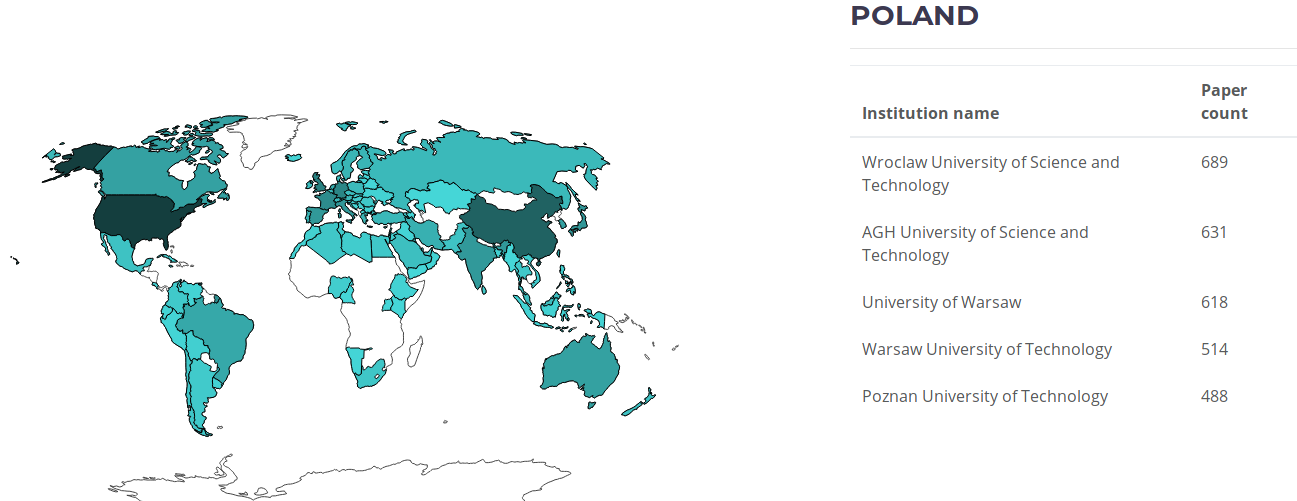 POLAND
Institution name
Paper
count
Wroclaw University of Science and
Technology
689
AGH University of Science and
Technology
631
University of Warsaw
618
Warsaw University of Technology
514
Poznan University of Technology
488